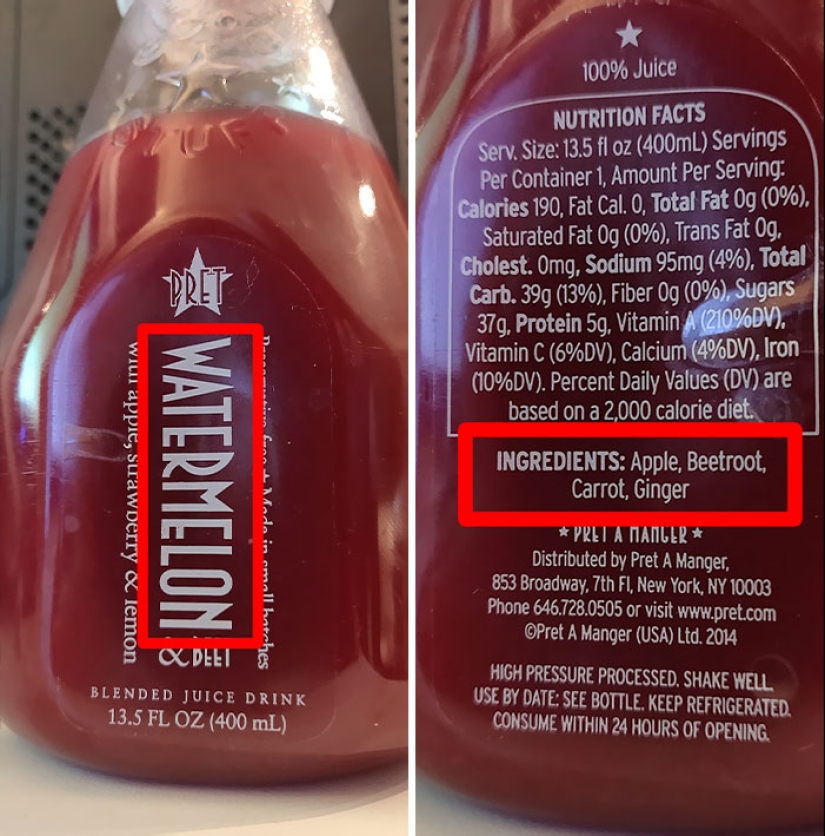 PRET
WATERMELON
& BEET
with apple, strawberry & lemon
Preservative free ★ Made in small batches
BLENDED JUICE DRINK
13.5 FL OZ (400 mL)
100% Juice
NUTRITION FACTS
Serv. Size: 13.5 fl oz (400mL) Servings
Per Container 1, Amount Per Serving:
Calories 190, Fat Cal. 0, Total Fat 0g (0%),
Saturated Fat 0g (0%), Trans Fat 0g,
Cholest. 0mg, Sodium 95mg (4%), Total
Carb. 39g (13%), Fiber 0g (0%), Sugars
37g, Protein 5g, Vitamin A (210%DV),
Vitamin C (6%DV), Calcium (4%DV), Iron
(10%DV). Percent Daily Values (DV) are
based on a 2,000 calorie diet.
INGREDIENTS: Apple, Beetroot,
Carrot, Ginger
★ PRET A MANGER ★
Distributed by Pret A Manger,
853 Broadway, 7th Fl, New York, NY 10003
Phone 646.728.0505 or visit www.pret.com
©Pret A Manger (USA) Ltd. 2014
HIGH PRESSURE PROCESSED. SHAKE WELL.
USE BY DATE: SEE BOTTLE. KEEP REFRIGERATED.
CONSUME WITHIN 24 HOURS OF OPENING.